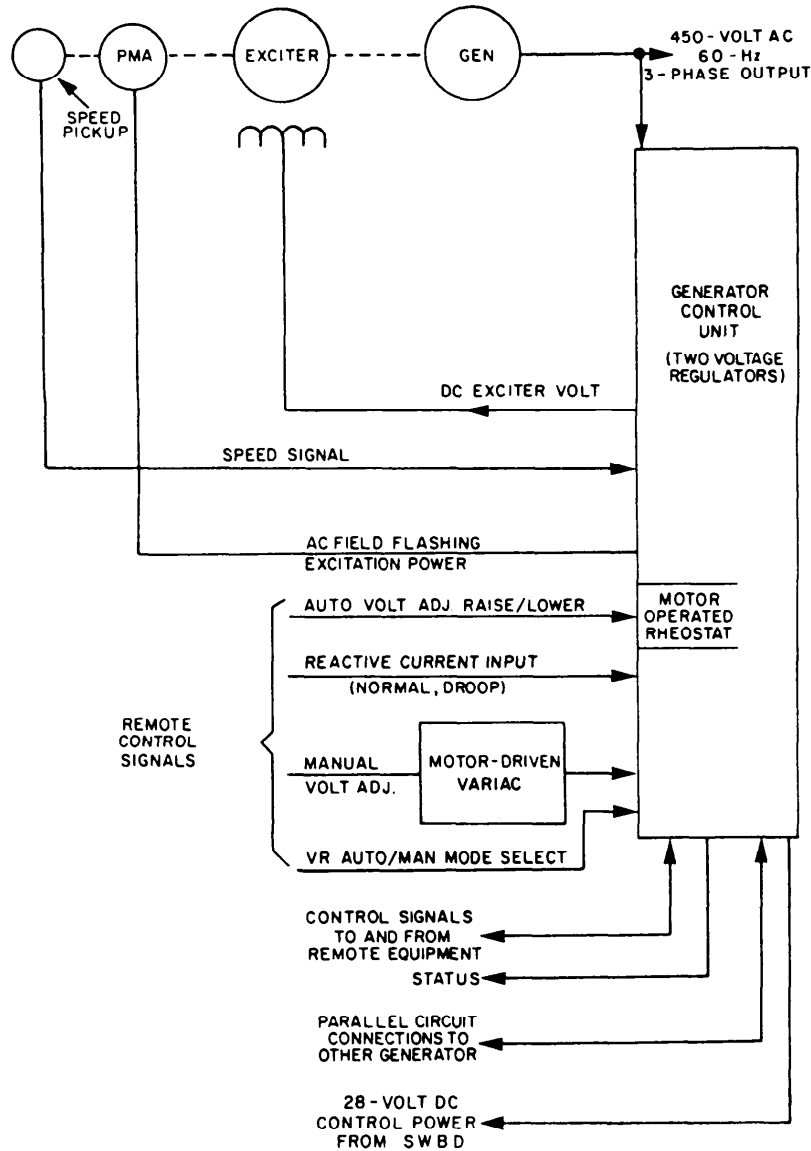 PMA
EXCITER
GEN
450-VOLT AC
60-Hz
3-PHASE OUTPUT
SPEED
PICKUP
GENERATOR
CONTROL
UNIT
(TWO VOLTAGE
REGULATORS)
DC EXCITER VOLT
SPEED SIGNAL
AC FIELD FLASHING
EXCITATION POWER
AUTO VOLT ADJ. RAISE/LOWER
MOTOR
OPERATED
RHEOSTAT
REACTIVE CURRENT INPUT
(NORMAL, DROOP)
REMOTE
CONTROL
SIGNALS
MANUAL
VOLT ADJ.
MOTOR-DRIVEN
VARIAC
VR AUTO/MAN MODE SELECT
CONTROL SIGNALS
TO AND FROM
REMOTE EQUIPMENT
STATUS
PARALLEL CIRCUIT
CONNECTIONS TO
OTHER GENERATOR
28-VOLT DC
CONTROL POWER
FROM SWBD